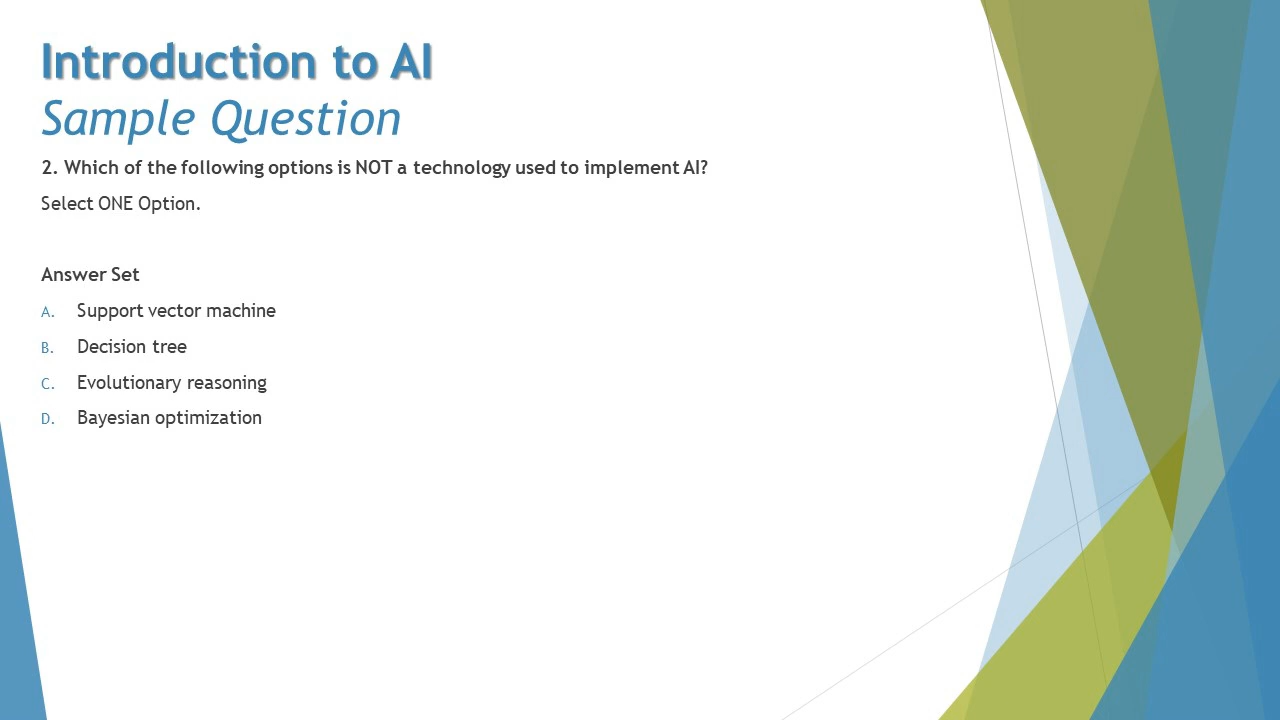 Introduction to AI
Sample Question
2. Which of the following options is NOT a technology used to implement AI?
Select ONE Option.
Answer Set
A. Support vector machine
B. Decision tree
C. Evolutionary reasoning
D. Bayesian optimization